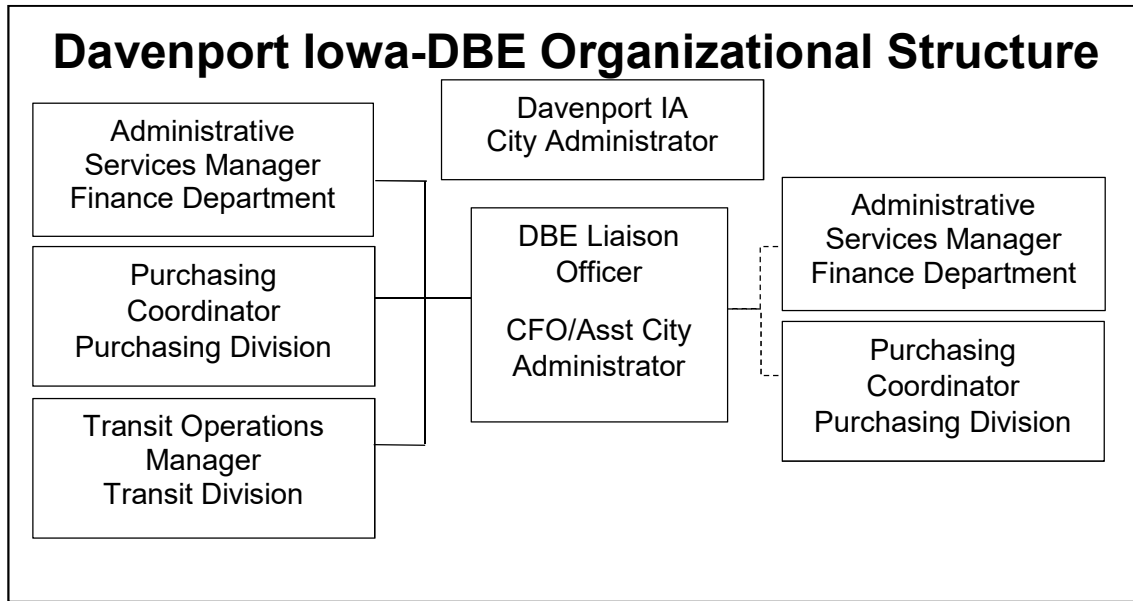 Davenport Iowa-DBE Organizational Structure
Davenport IA
City Administrator
Administrative
Services Manager
Finance Department
Purchasing
Coordinator
Purchasing Division
Transit Operations
Manager
Transit Division
DBE Liaison
Officer
CFO/Asst City
Administrator
Administrative
Services Manager
Finance Department
Purchasing
Coordinator
Purchasing Division